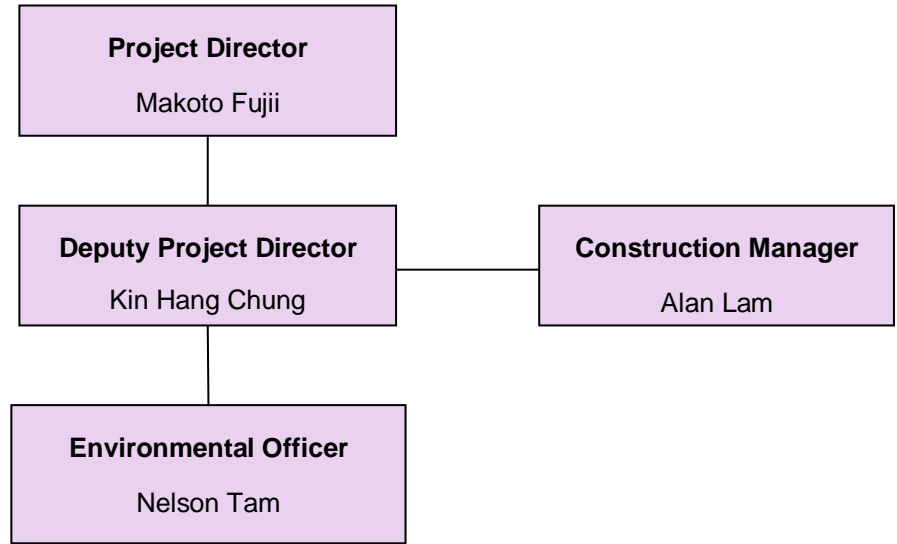 Project Director
Makoto Fujii
Deputy Project Director
Kin Hang Chung
Construction Manager
Alan Lam
Environmental Officer
Nelson Tam